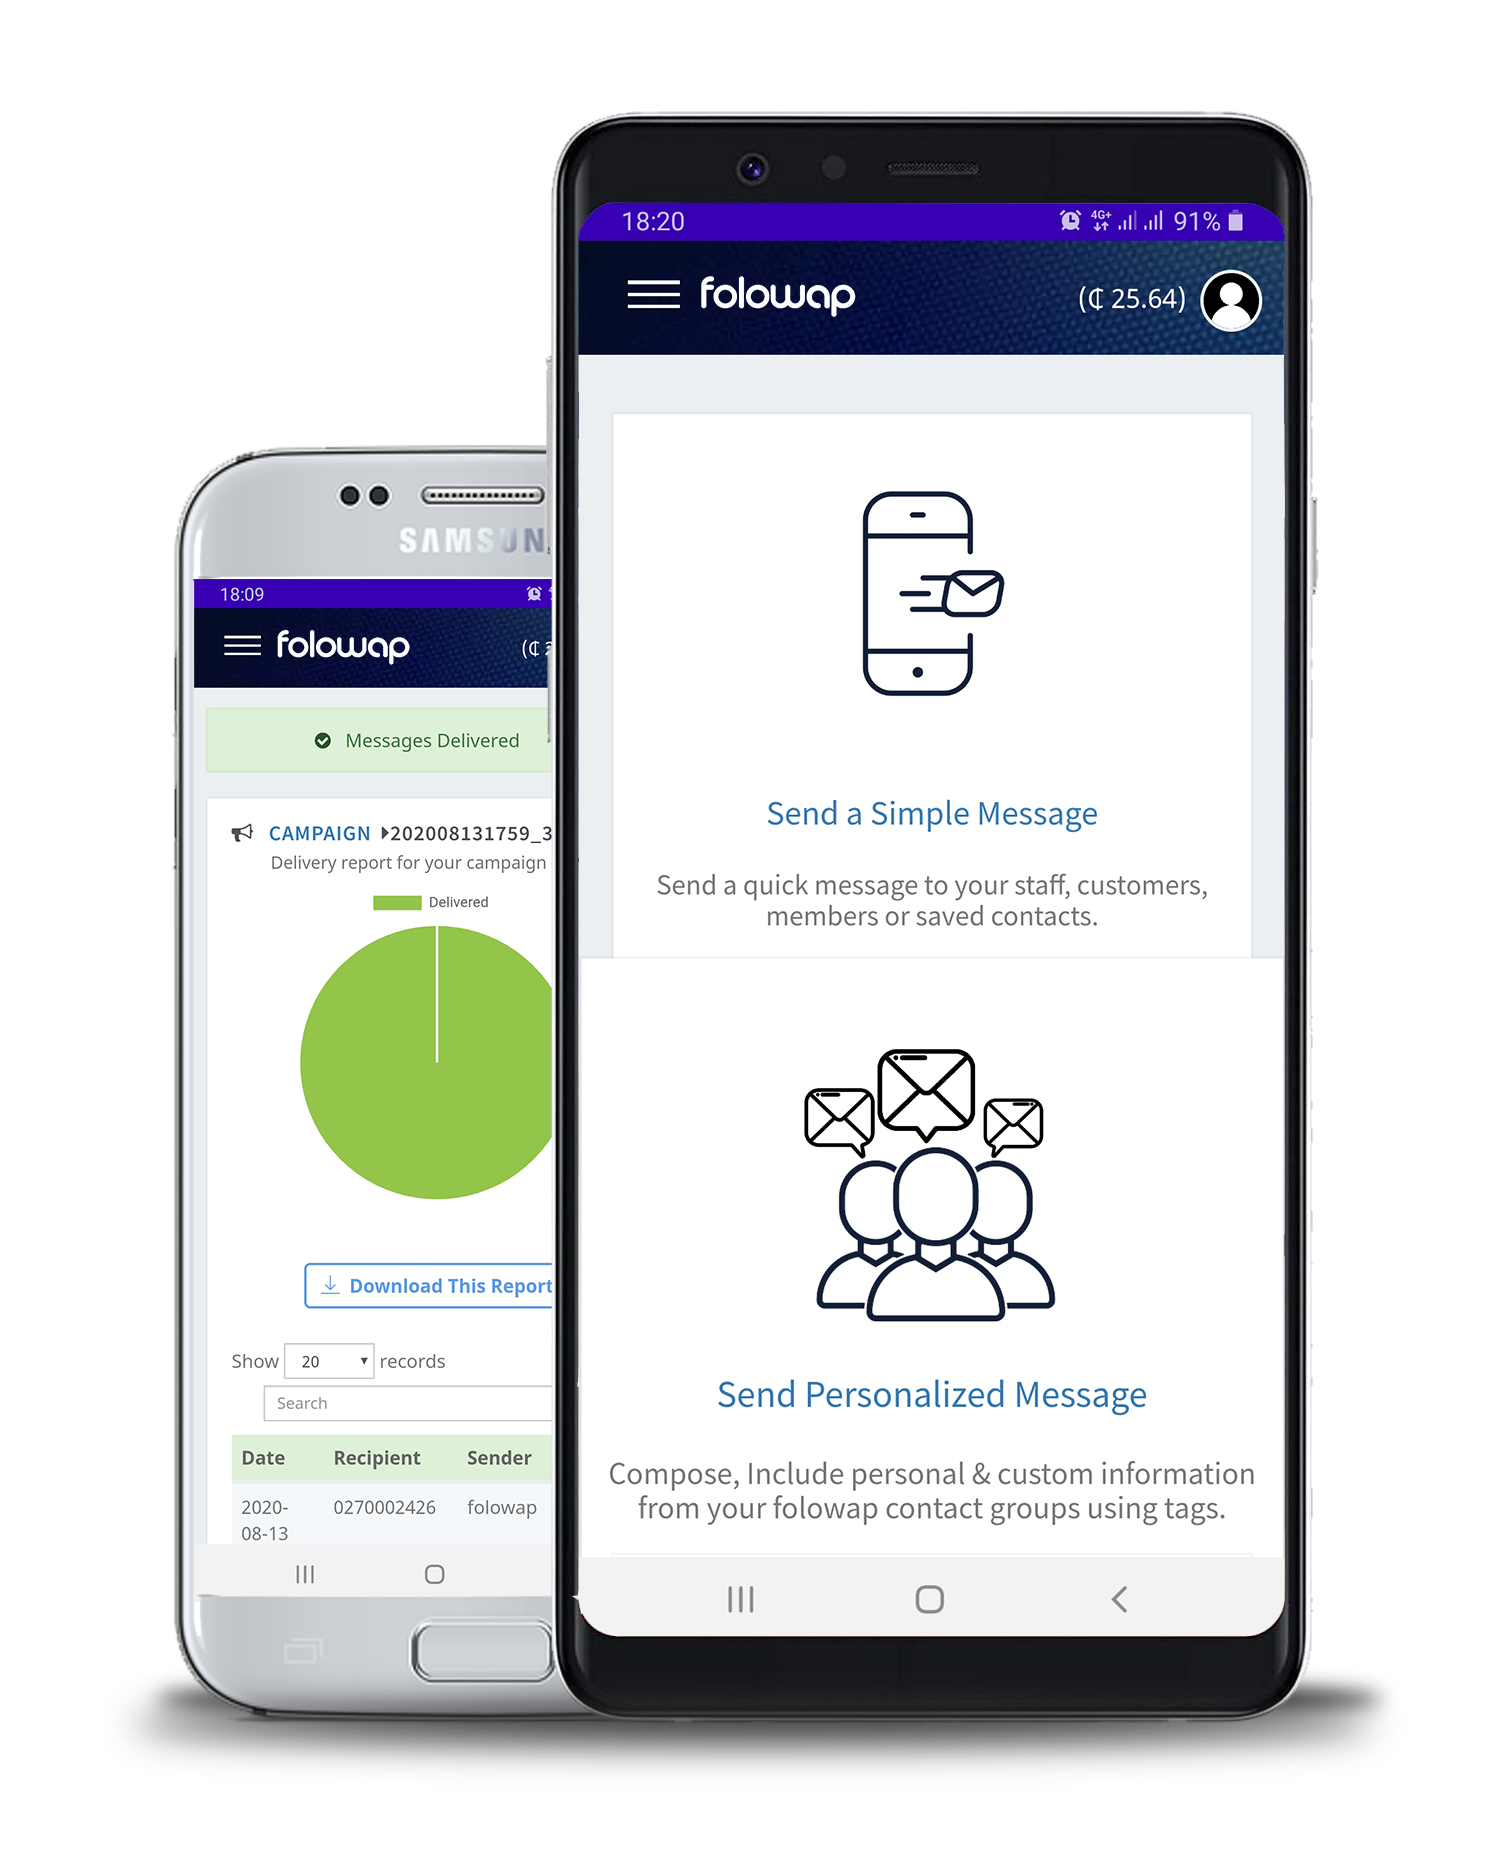 18:20
4G+
91%
folowap
(₵ 25.64)
Send a Simple Message
Send a quick message to your staff, customers,
members or saved contacts.
Send Personalized Message
Compose, Include personal & custom information
from your folowap contact groups using tags.
SAMSUN
18:09
folowap
(₵
Messages Delivered
CAMPAIGN 202008131759_3
Delivery report for your campaign
Delivered
Download This Report
Show 20 records
Search
Date Recipient Sender
2020- 0270002426 folowap
08-13